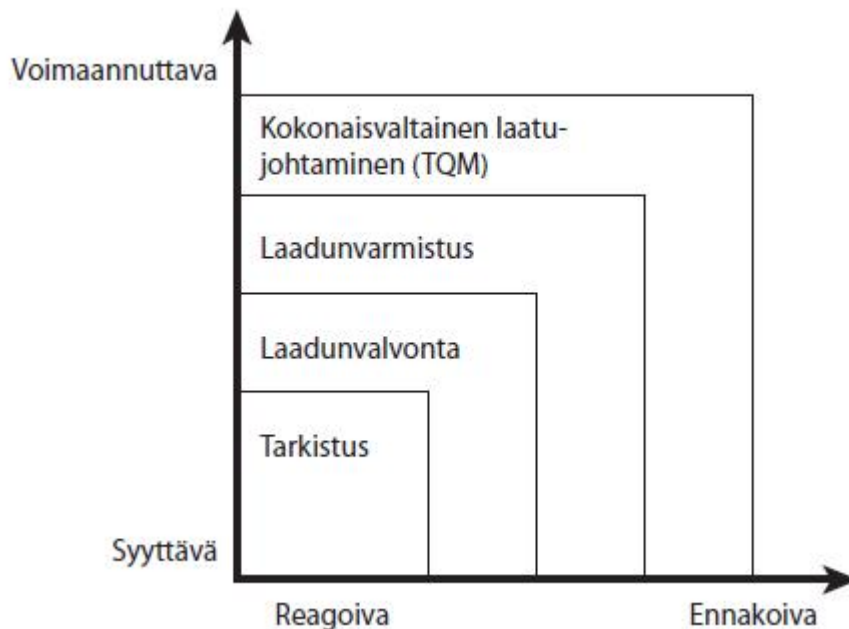 Voimaannuttava
Kokonaisvaltainen laatu-
johtaminen (TQM)
Laadunvarmistus
Laadunvalvonta
Tarkistus
Syyttävä
Reagoiva
Ennakoiva